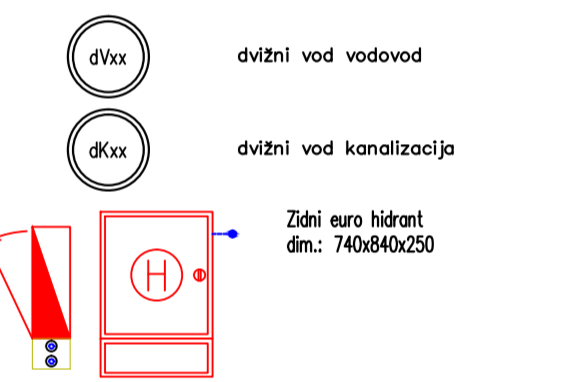 dVxx dvižni vod vodovod
dKxx dvižni vod kanalizacija
Zidni euro hidrant
dim.: 740x840x250
H